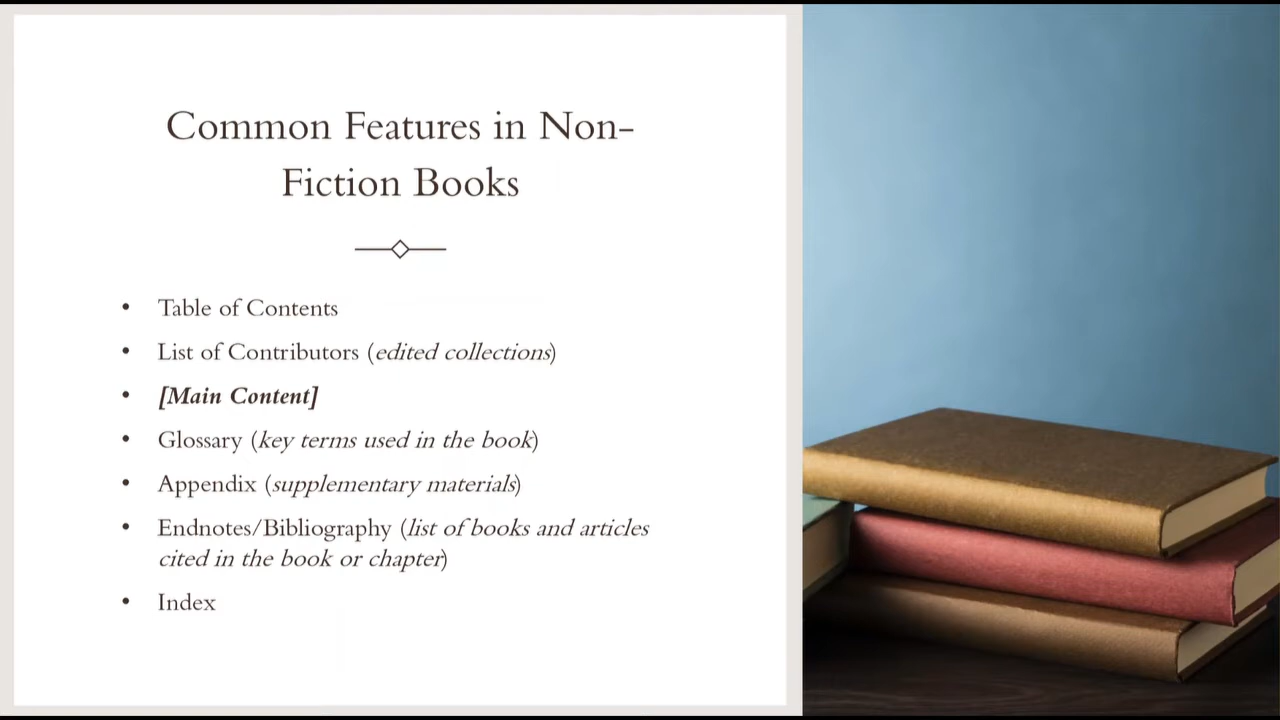 Common Features in Non-
Fiction Books
• Table of Contents
• List of Contributors (edited collections)
• [Main Content]
• Glossary (key terms used in the book)
• Appendix (supplementary materials)
• Endnotes/Bibliography (list of books and articles
cited in the book or chapter)
• Index